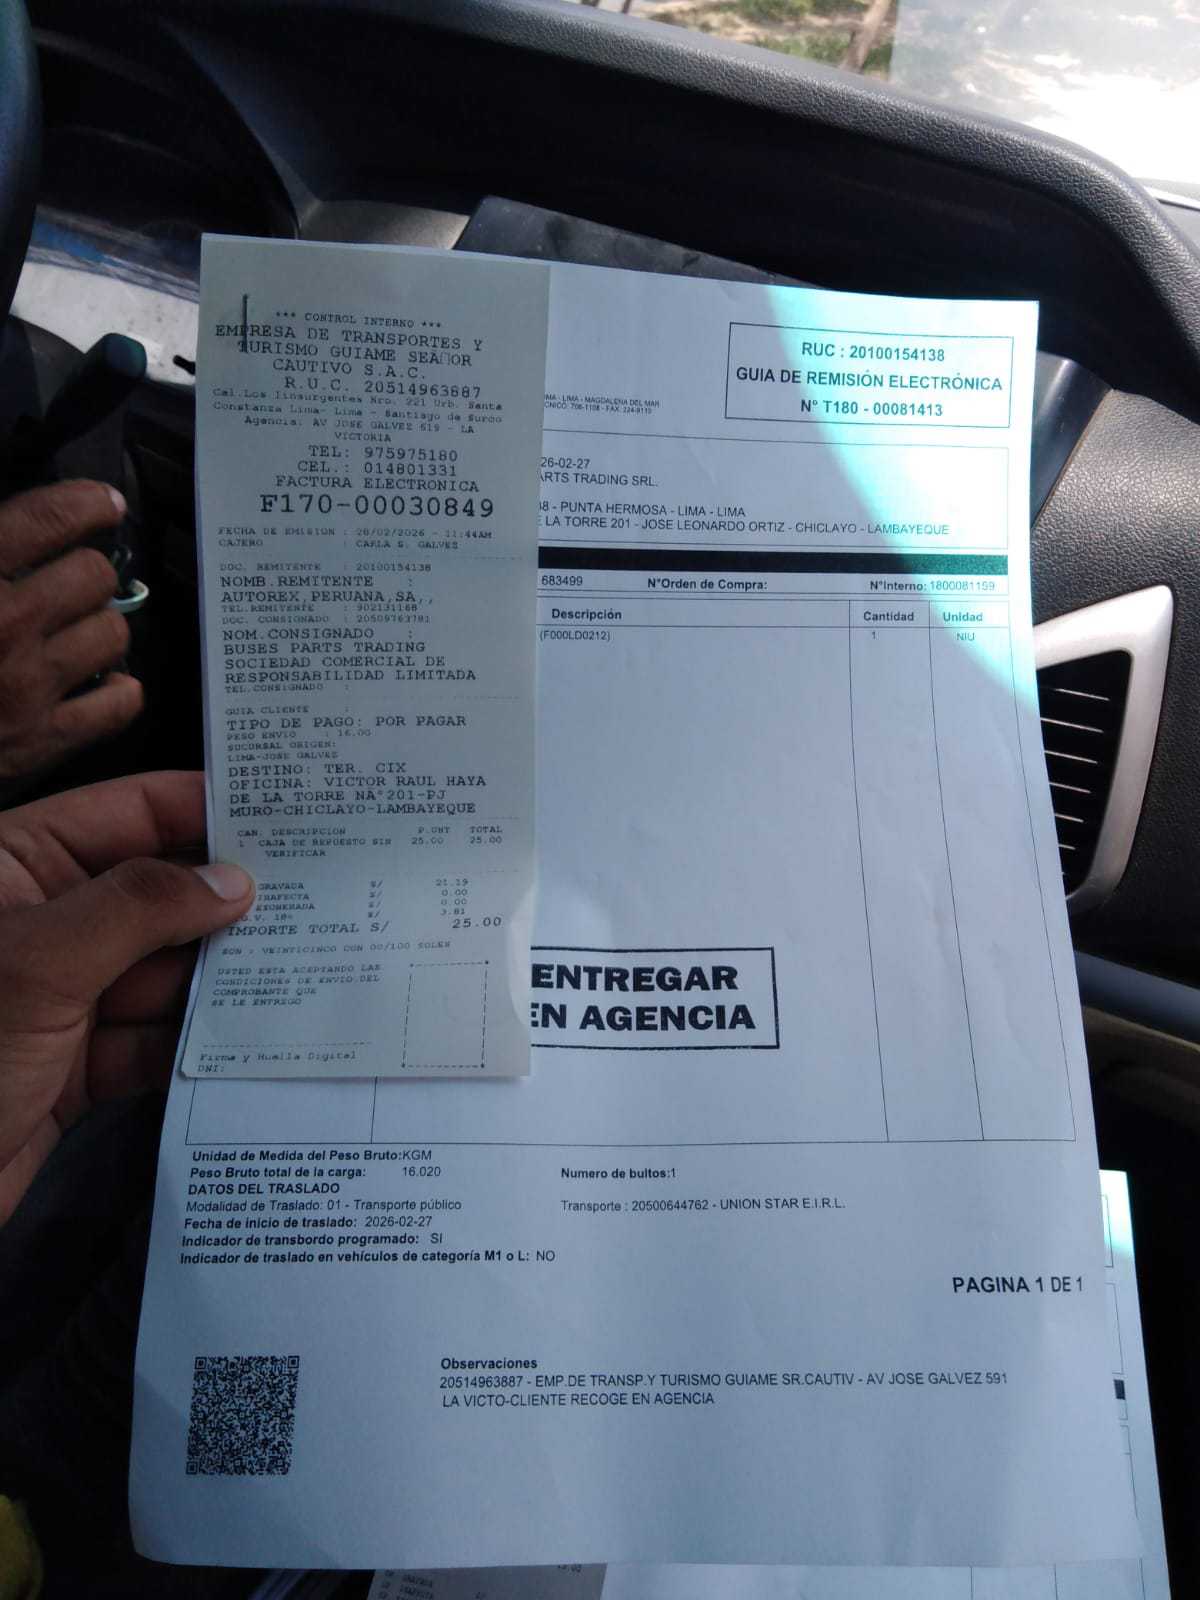 *** CONTROL INTERNO ***
EMPRESA DE TRANSPORTES Y
TURISMO GUIAME SEÑOR
CAUTIVO S.A.C.
R.U.C. 20514963887
Cal.Los Iinsurgentes Nro. 221 Urb. Santa
Constanza Lima- Lima - Santiago de Surco
Agencia: AV JOSE GALVEZ 619 - LA
VICTORIA
TEL: 975975180
CEL.: 014801331
FACTURA ELECTRONICA
F170-00030849
FECHA DE EMISION : 28/02/2026 - 11:44AM
CAJERO : CARLA S. GALVEZ
DOC. REMITENTE : 20100154138
NOMB.REMITENTE :
AUTOREX,PERUANA,SA,,
TEL.REMITENTE : 902131168
DOC. CONSIGNADO : 20509763781
NOM.CONSIGNADO :
BUSES PARTS TRADING
SOCIEDAD COMERCIAL DE
RESPONSABILIDAD LIMITADA
TEL.CONSIGNADO :
GUIA CLIENTE :
TIPO DE PAGO: POR PAGAR
PESO ENVIO : 16.00
SUCURSAL ORIGEN:
LIMA-JOSE GALVEZ
DESTINO: TER. CIX
OFICINA: VICTOR RAUL HAYA
DE LA TORRE NÂ°201-PJ
MURO-CHICLAYO-LAMBAYEQUE
CAN. DESCRIPCION P.UNT TOTAL
1 CAJA DE REPUESTO SIN 25.00 25.00
VERIFICAR
GRAVADA S/ 21.19
INAFECTA S/ 0.00
EXONERADA S/ 0.00
I.G.V. 18% S/ 3.81
IMPORTE TOTAL S/ 25.00
SON : VEINTICINCO CON 00/100 SOLES
USTED ESTA ACEPTANDO LAS
CONDICIONES DE ENVIO DEL
COMPROBANTE QUE
SE LE ENTREGO
Firma y Huella Digital
DNI:
RUC : 20100154138
GUIA DE REMISIÓN ELECTRÓNICA
N° T180 - 00081413
IMA - LIMA - MAGDALENA DEL MAR
CNICO: 706-1108 - FAX. 224-9110
26-02-27
ARTS TRADING SRL.
38 - PUNTA HERMOSA - LIMA - LIMA
E LA TORRE 201 - JOSE LEONARDO ORTIZ - CHICLAYO - LAMBAYEQUE
683499 N°Orden de Compra: N°Interno: 1800081159
Descripción Cantidad Unidad
(F000LD0212) 1 NIU
ENTREGAR
EN AGENCIA
Unidad de Medida del Peso Bruto:KGM
Peso Bruto total de la carga: 16.020 Numero de bultos:1
DATOS DEL TRASLADO
Modalidad de Traslado: 01 - Transporte público Transporte : 20500644762 - UNION STAR E.I.R.L.
Fecha de inicio de traslado: 2026-02-27
Indicador de transbordo programado: SI
Indicador de traslado en vehículos de categoría M1 o L: NO
PAGINA 1 DE 1
Observaciones
20514963887 - EMP.DE TRANSP.Y TURISMO GUIAME SR.CAUTIV - AV JOSE GALVEZ 591
LA VICTO-CLIENTE RECOGE EN AGENCIA